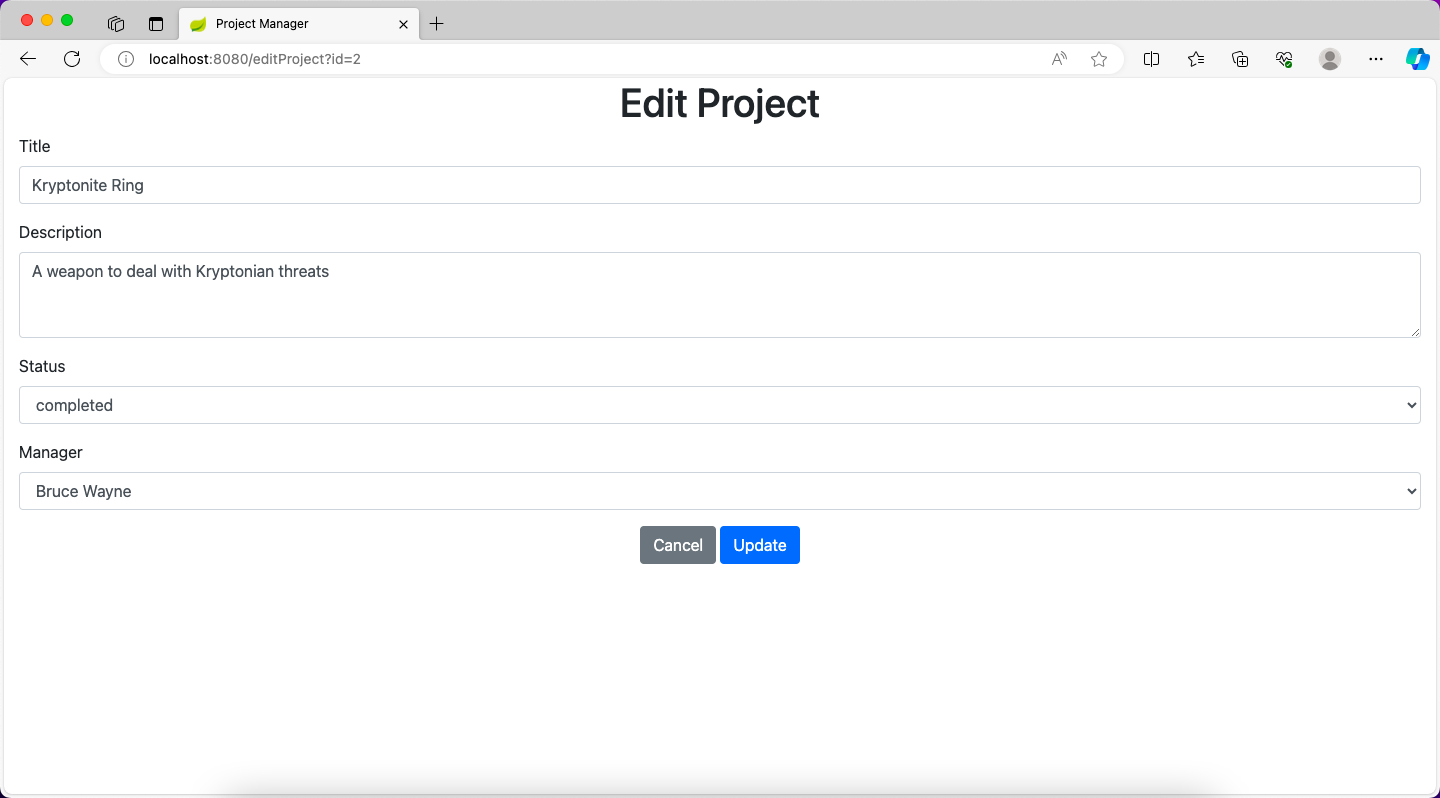 Project Manager
localhost:8080/editProject?id=2
Edit Project
Title
Kryptonite Ring
Description
A weapon to deal with Kryptonian threats
Status
completed
Manager
Bruce Wayne
Cancel Update